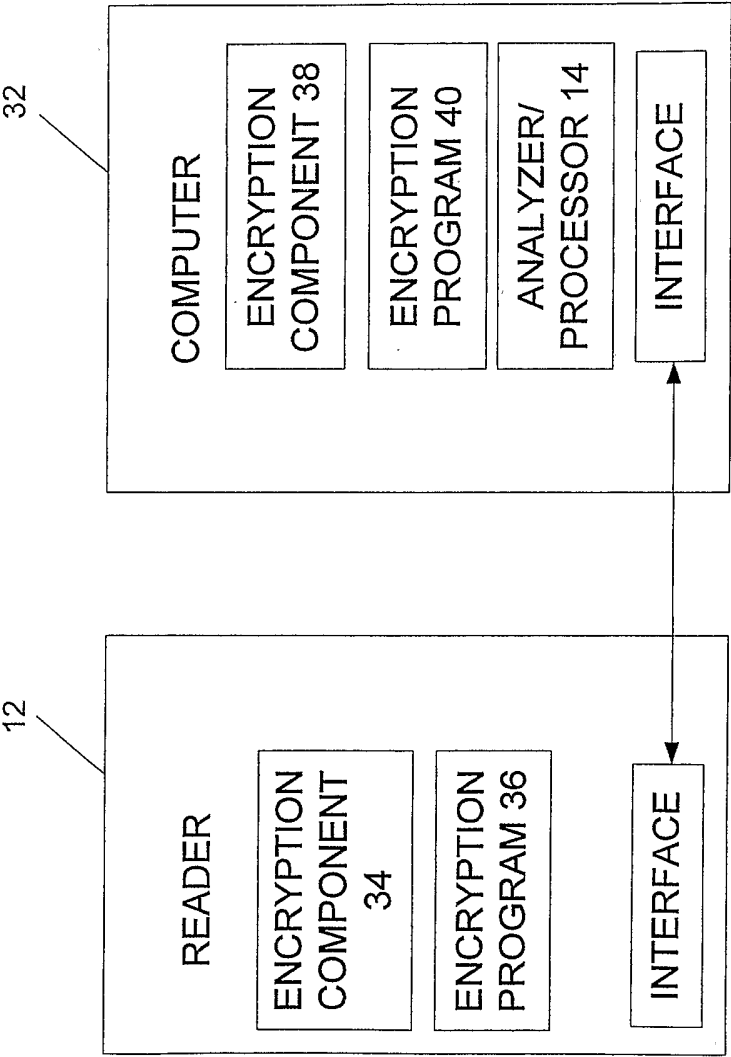 12
READER
ENCRYPTION
COMPONENT
34
ENCRYPTION
PROGRAM 36
INTERFACE
32
COMPUTER
ENCRYPTION
COMPONENT 38
ENCRYPTION
PROGRAM 40
ANALYZER/
PROCESSOR 14
INTERFACE